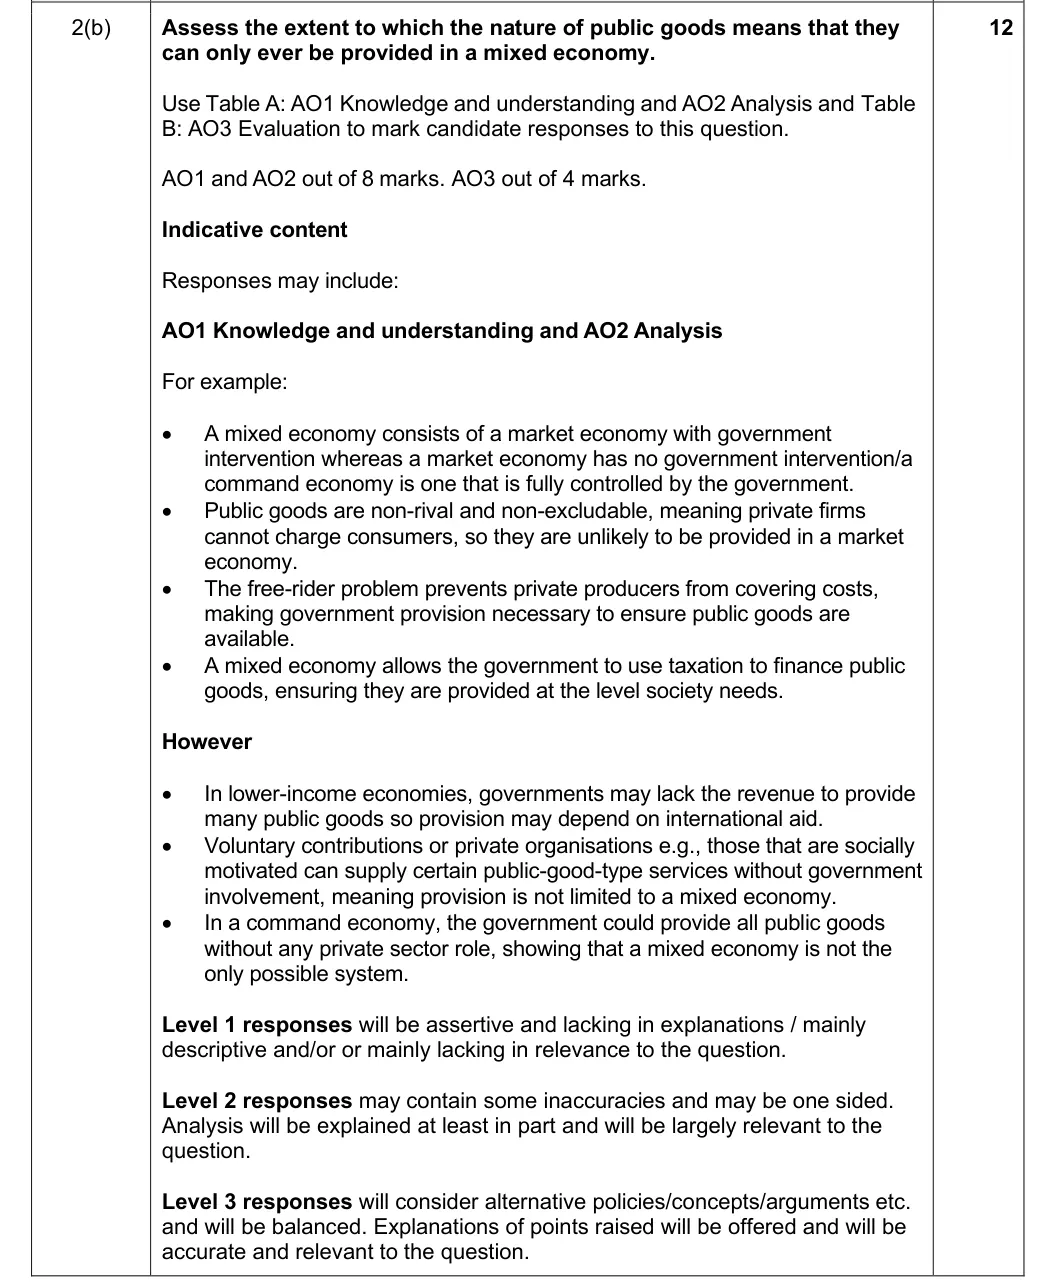 2(b)
Assess the extent to which the nature of public goods means that they
can only ever be provided in a mixed economy.
12
Use Table A: AO1 Knowledge and understanding and AO2 Analysis and Table
B: AO3 Evaluation to mark candidate responses to this question.
AO1 and AO2 out of 8 marks. AO3 out of 4 marks.
Indicative content
Responses may include:
AO1 Knowledge and understanding and AO2 Analysis
For example:
• A mixed economy consists of a market economy with government
intervention whereas a market economy has no government intervention/a
command economy is one that is fully controlled by the government.
• Public goods are non-rival and non-excludable, meaning private firms
cannot charge consumers, so they are unlikely to be provided in a market
economy.
• The free-rider problem prevents private producers from covering costs,
making government provision necessary to ensure public goods are
available.
• A mixed economy allows the government to use taxation to finance public
goods, ensuring they are provided at the level society needs.
However
• In lower-income economies, governments may lack the revenue to provide
many public goods so provision may depend on international aid.
• Voluntary contributions or private organisations e.g., those that are socially
motivated can supply certain public-good-type services without government
involvement, meaning provision is not limited to a mixed economy.
• In a command economy, the government could provide all public goods
without any private sector role, showing that a mixed economy is not the
only possible system.
Level 1 responses will be assertive and lacking in explanations / mainly
descriptive and/or or mainly lacking in relevance to the question.
Level 2 responses may contain some inaccuracies and may be one sided.
Analysis will be explained at least in part and will be largely relevant to the
question.
Level 3 responses will consider alternative policies/concepts/arguments etc.
and will be balanced. Explanations of points raised will be offered and will be
accurate and relevant to the question.